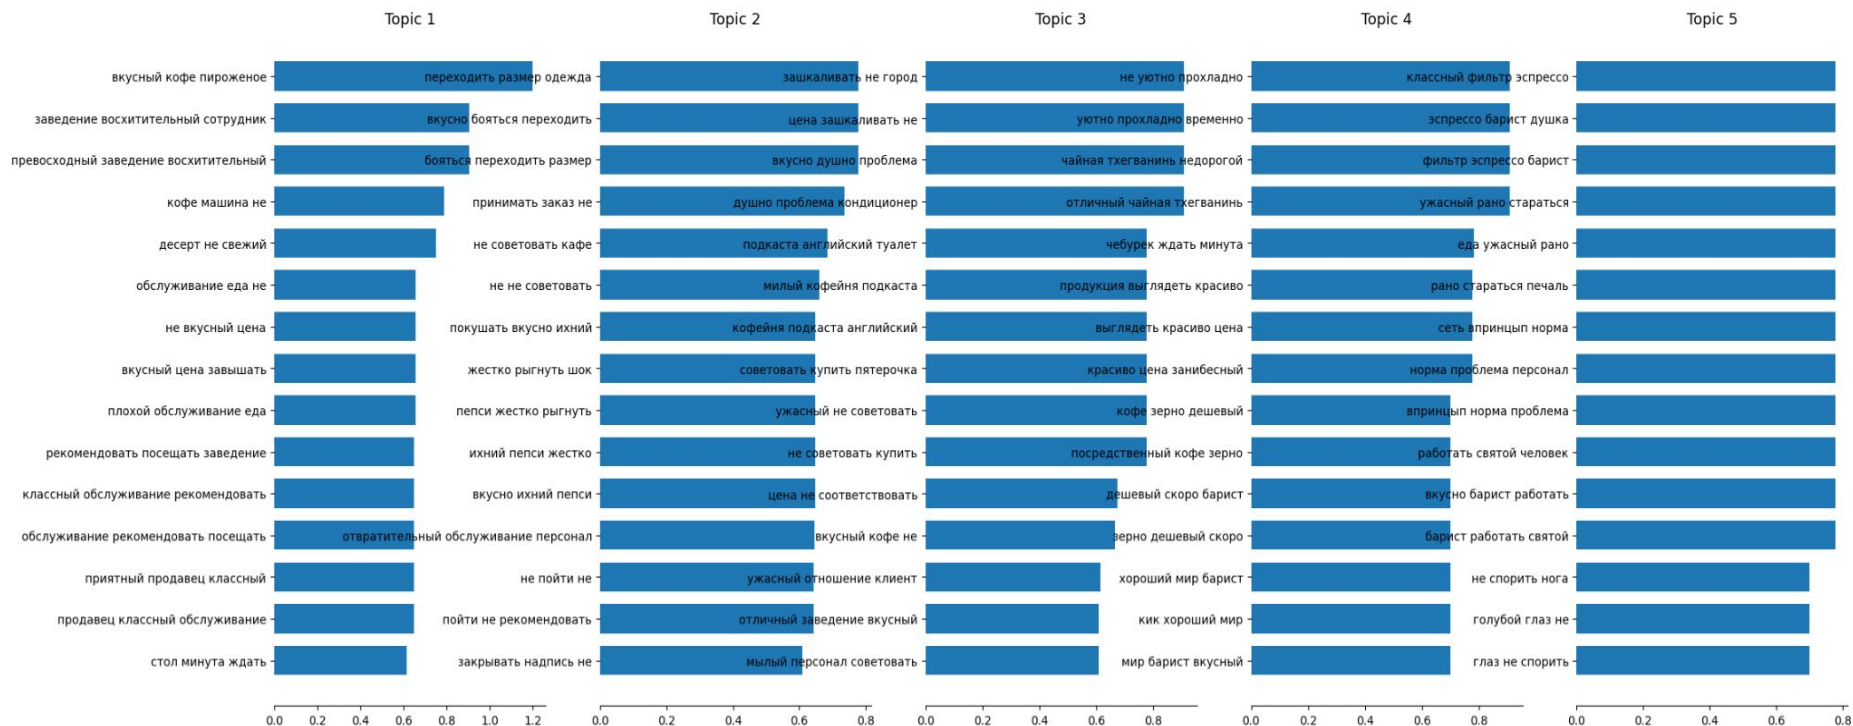 Topic 1
вкусный кофе пироженое
заведение восхитительный сотрудник
превосходный заведение восхитительный
кофе машина не
десерт не свежий
обслуживание еда не
не вкусный цена
вкусный цена завышать
плохой обслуживание еда
рекомендовать посещать заведение
классный обслуживание рекомендовать
обслуживание рекомендовать посещать
приятный продавец классный
продавец классный обслуживание
стол минута ждать
0.0 0.2 0.4 0.6 0.8 1.0 1.2
Topic 2
переходить размер одежда
вкусно бояться переходить
бояться переходить размер
принимать заказ не
не советовать кафе
не не советовать
покушать вкусно ихний
жестко рыгнуть шок
пепси жестко рыгнуть
ихний пепси жестко
вкусно ихний пепси
отвратительный обслуживание персонал
не пойти не
пойти не рекомендовать
закрывать надпись не
0.0 0.2 0.4 0.6 0.8
Topic 3
зашкаливать не город
цена зашкаливать не
вкусно душно проблема
душно проблема кондиционер
подкаста английский туалет
милый кофейня подкаста
кофейня подкаста английский
советовать купить пятерочка
ужасный не советовать
не советовать купить
цена не соответствовать
вкусный кофе не
ужасный отношение клиент
отличный заведение вкусный
мылый персонал советовать
0.0 0.2 0.4 0.6 0.8
Topic 4
не уютно прохладно
уютно прохладно временно
чайная тхегванинь недорогой
отличный чайная тхегванинь
чебурек ждать минута
продукция выглядеть красиво
выглядеть красиво цена
красиво цена занибесный
кофе зерно дешевый
посредственный кофе зерно
дешевый скоро барист
зерно дешевый скоро
хороший мир барист
кик хороший мир
мир барист вкусный
0.0 0.2 0.4 0.6 0.8
Topic 5
классный фильтр эспрессо
эспрессо барист душка
фильтр эспрессо барист
ужасный рано стараться
еда ужасный рано
рано стараться печаль
сеть впринцып норма
норма проблема персонал
впринцып норма проблема
работать святой человек
вкусно барист работать
барист работать святой
не спорить нога
голубой глаз не
глаз не спорить
0.0 0.2 0.4 0.6 0.8